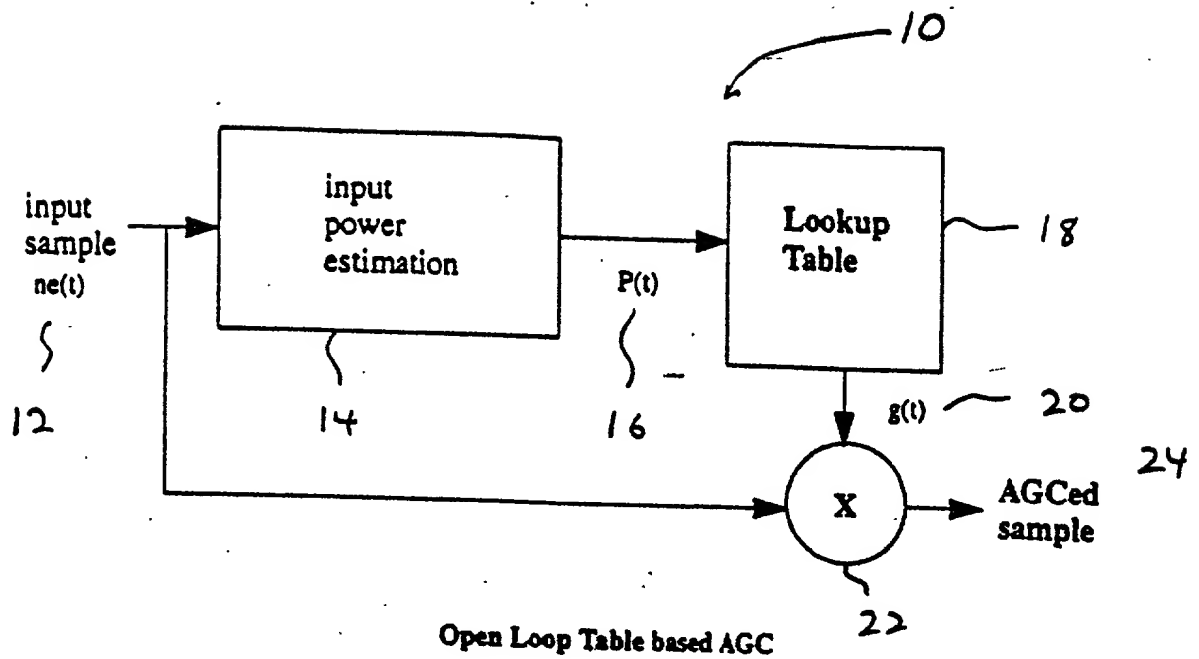 10
input
sample
ne(t)
12
input
power
estimation
14
P(t)
16
Lookup
Table
18
g(t)
20
X
22
24
AGCed
sample
Open Loop Table based AGC